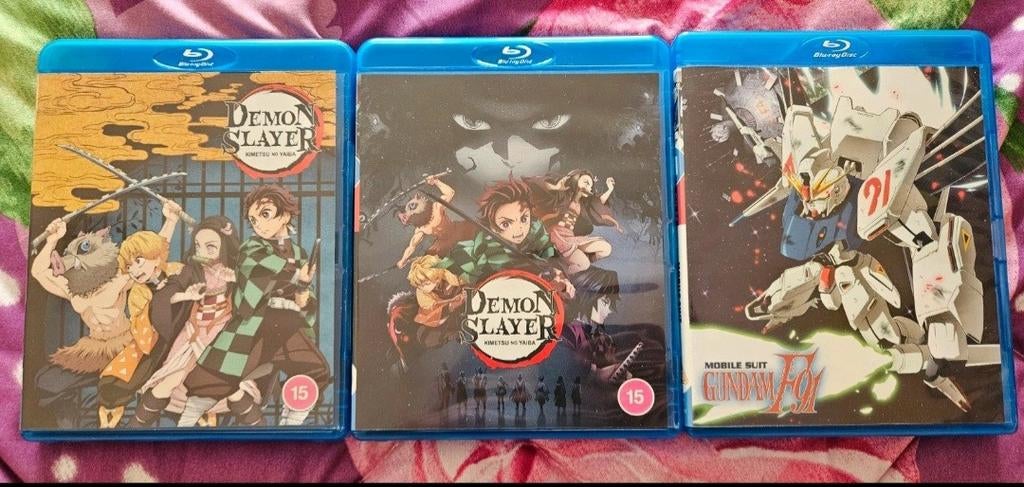 Blu-ray Disc
DEMON
SLAYER
KIMETSU NO YAIBA
15
Blu-ray Disc
DEMON
SLAYER
KIMETSU NO YAIBA
15
Blu-ray Disc
91
MOBILE SUIT
GUNDAM F91